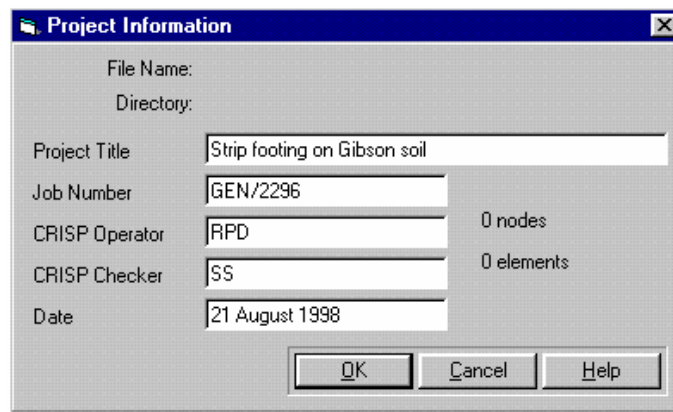 Project Information
File Name:
Directory:
Project Title Strip footing on Gibson soil
Job Number GEN/2296
CRISP Operator RPD 0 nodes
CRISP Checker SS 0 elements
Date 21 August 1998
OK Cancel Help